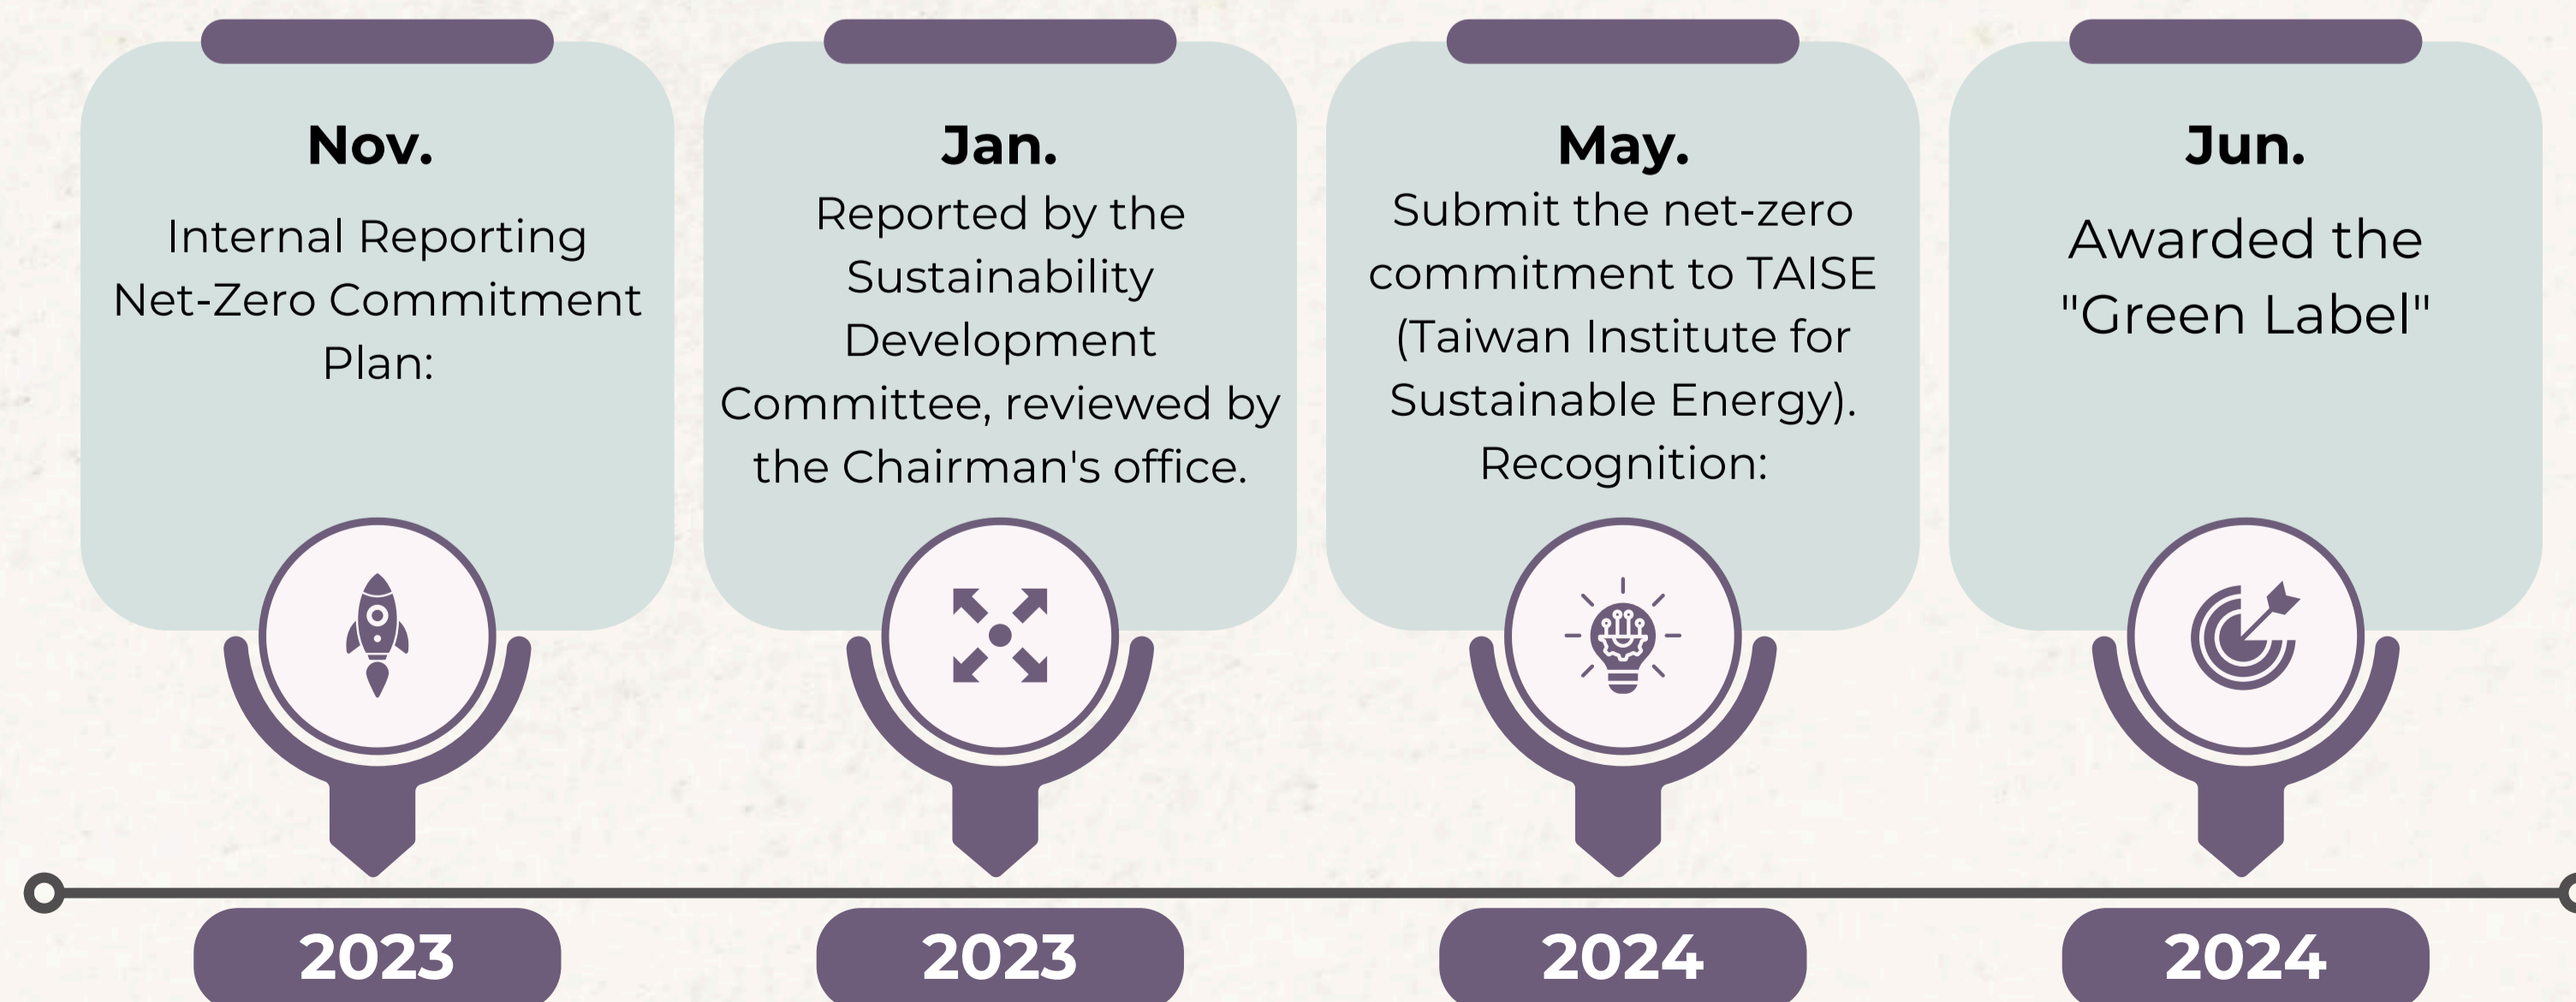 Nov.
Internal Reporting
Net-Zero Commitment
Plan:
2023
Jan.
Reported by the
Sustainability
Development
Committee, reviewed by
the Chairman's office.
2023
May.
Submit the net-zero
commitment to TAISE
(Taiwan Institute for
Sustainable Energy).
Recognition:
2024
Jun.
Awarded the
"Green Label"
2024